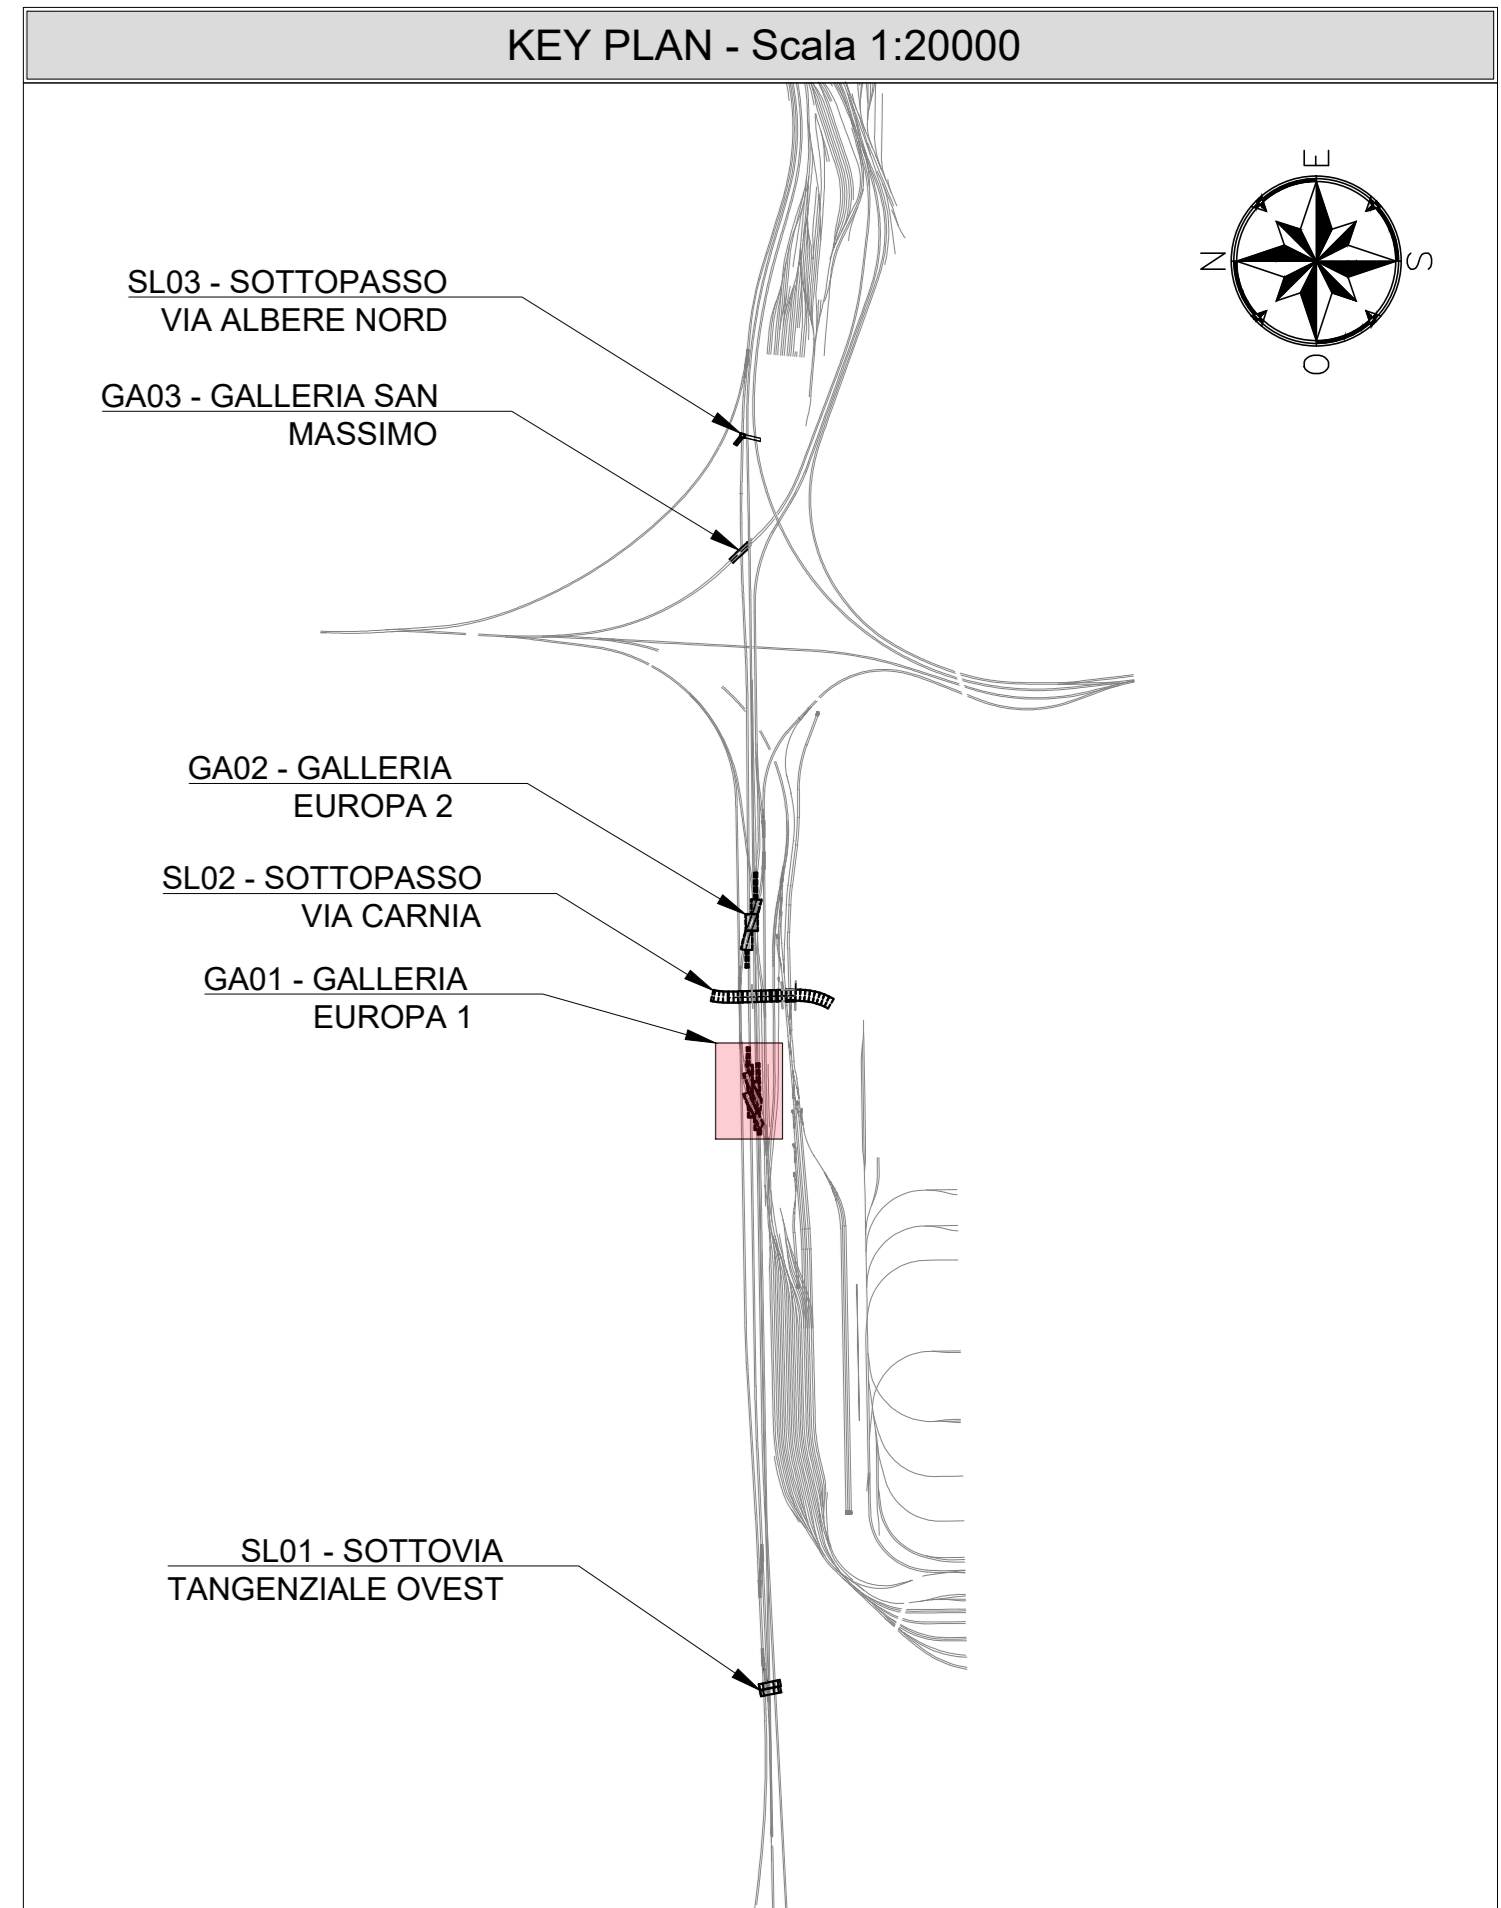 KEY PLAN - Scala 1:20000
E
N
S
O
SL03 - SOTTOPASSO
VIA ALBERE NORD
GA03 - GALLERIA SAN
MASSIMO
GA02 - GALLERIA
EUROPA 2
SL02 - SOTTOPASSO
VIA CARNIA
GA01 - GALLERIA
EUROPA 1
SL01 - SOTTOVIA
TANGENZIALE OVEST